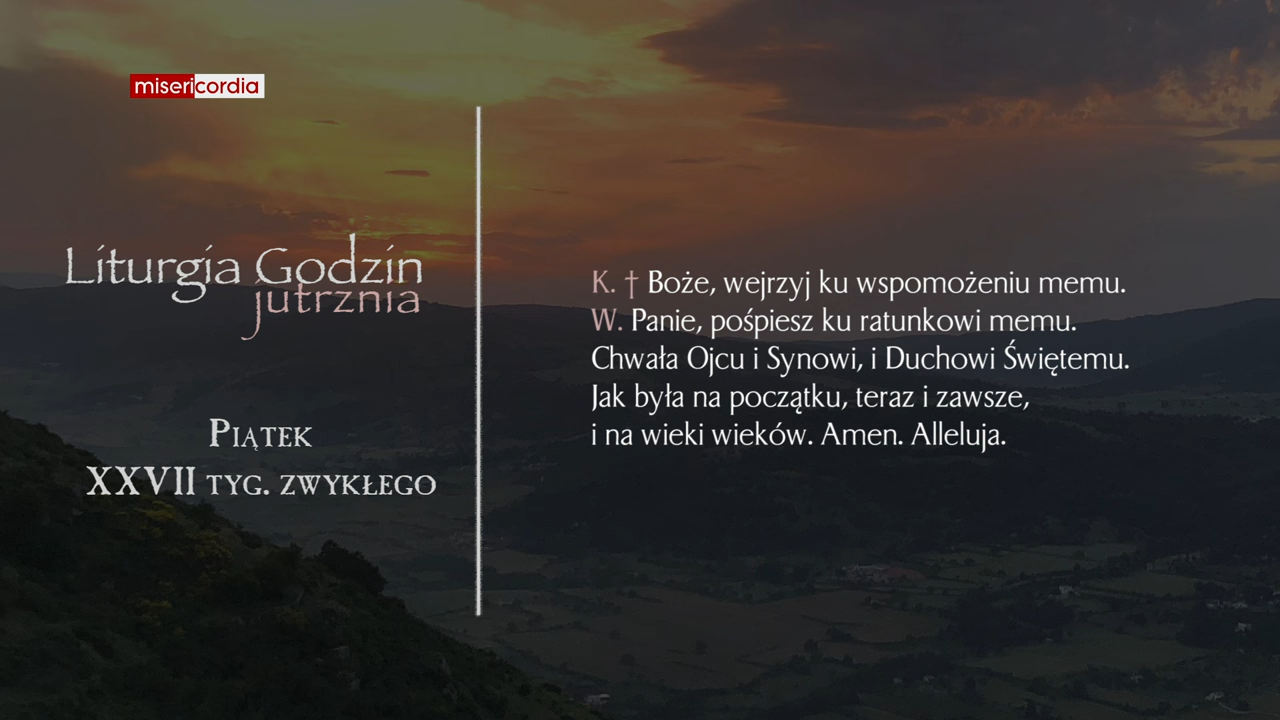 misericordia
Liturgia Godzin
jutrznia
Piątek
XXVII tyg. zwykłego
K. † Boże, wejrzyj ku wspomożeniu memu.
W. Panie, pośpiesz ku ratunkowi memu.
Chwała Ojcu i Synowi, i Duchowi Świętemu.
Jak była na początku, teraz i zawsze,
i na wieki wieków. Amen. Alleluja.